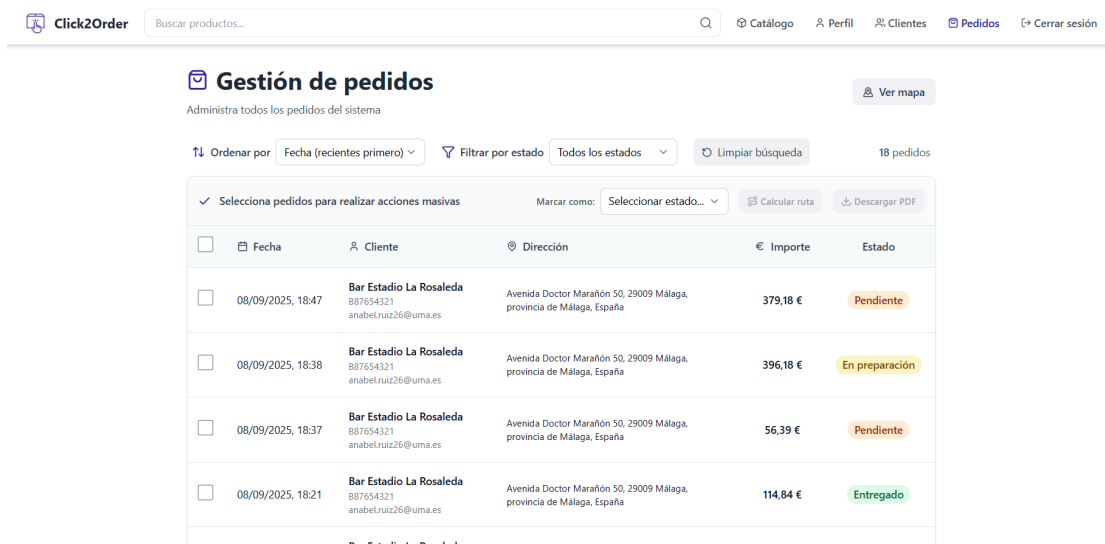 Click2Order
Buscar productos...
Catálogo
Perfil
Clientes
Pedidos
Cerrar sesión
Gestión de pedidos
Administra todos los pedidos del sistema
Ver mapa
Ordenar por
Fecha (recientes primero)
Filtrar por estado
Todos los estados
Limpiar búsqueda
18 pedidos
Selecciona pedidos para realizar acciones masivas
Marcar como:
Seleccionar estado...
Calcular ruta
Descargar PDF
Fecha
Cliente
Dirección
€ Importe
Estado
08/09/2025, 18:47
Bar Estadio La Rosaleda
B87654321
anabel.ruiz26@uma.es
Avenida Doctor Marañón 50, 29009 Málaga,
provincia de Málaga, España
379,18 €
Pendiente
08/09/2025, 18:38
Bar Estadio La Rosaleda
B87654321
anabel.ruiz26@uma.es
Avenida Doctor Marañón 50, 29009 Málaga,
provincia de Málaga, España
396,18 €
En preparación
08/09/2025, 18:37
Bar Estadio La Rosaleda
B87654321
anabel.ruiz26@uma.es
Avenida Doctor Marañón 50, 29009 Málaga,
provincia de Málaga, España
56,39 €
Pendiente
08/09/2025, 18:21
Bar Estadio La Rosaleda
B87654321
anabel.ruiz26@uma.es
Avenida Doctor Marañón 50, 29009 Málaga,
provincia de Málaga, España
114,84 €
Entregado